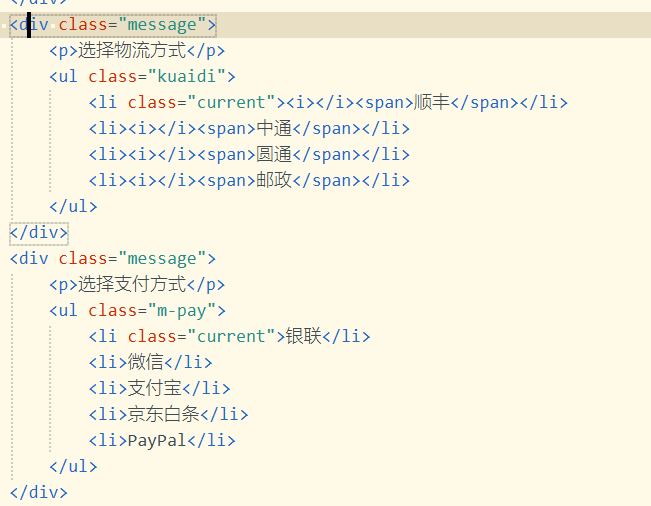 </div>
<div class="message">
<p>选择物流方式</p>
<ul class="kuaidi">
<li class="current"><i></i><span>顺丰</span></li>
<li><i></i><span>中通</span></li>
<li><i></i><span>圆通</span></li>
<li><i></i><span>邮政</span></li>
</ul>
</div>
<div class="message">
<p>选择支付方式</p>
<ul class="m-pay">
<li class="current">银联</li>
<li>微信</li>
<li>支付宝</li>
<li>京东白条</li>
<li>PayPal</li>
</ul>
</div>